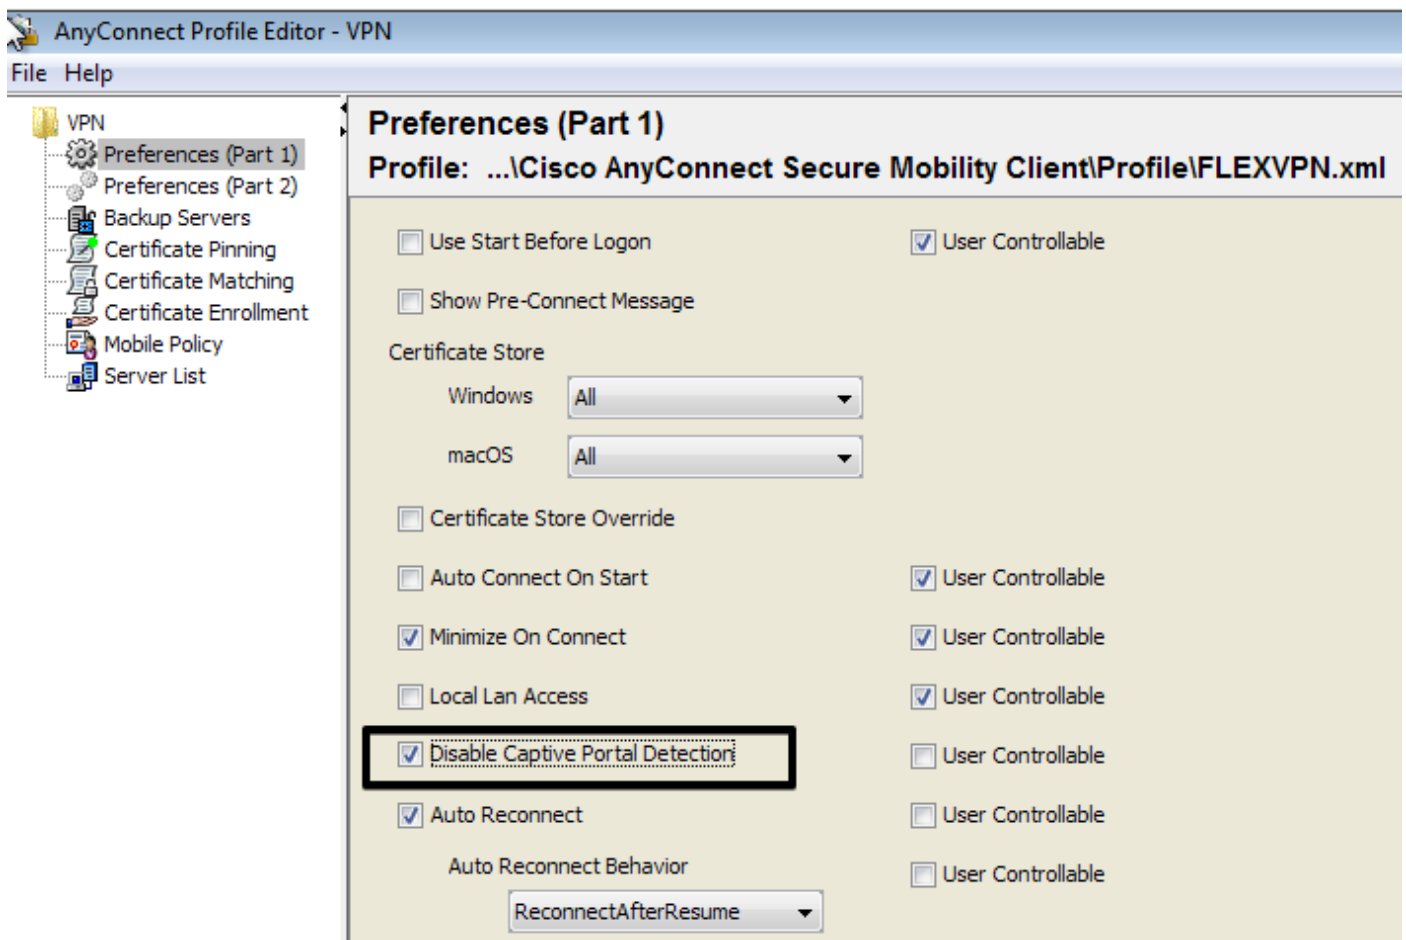 AnyConnect Profile Editor - VPN
File Help
VPN
Preferences (Part 1)
Preferences (Part 2)
Backup Servers
Certificate Pinning
Certificate Matching
Certificate Enrollment
Mobile Policy
Server List
Preferences (Part 1)
Profile: ...\Cisco AnyConnect Secure Mobility Client\Profile\FLEXVPN.xml
Use Start Before Logon User Controllable
Show Pre-Connect Message
Certificate Store
Windows All
macOS All
Certificate Store Override
Auto Connect On Start User Controllable
Minimize On Connect User Controllable
Local Lan Access User Controllable
Disable Captive Portal Detection User Controllable
Auto Reconnect User Controllable
Auto Reconnect Behavior User Controllable
ReconnectAfterResume